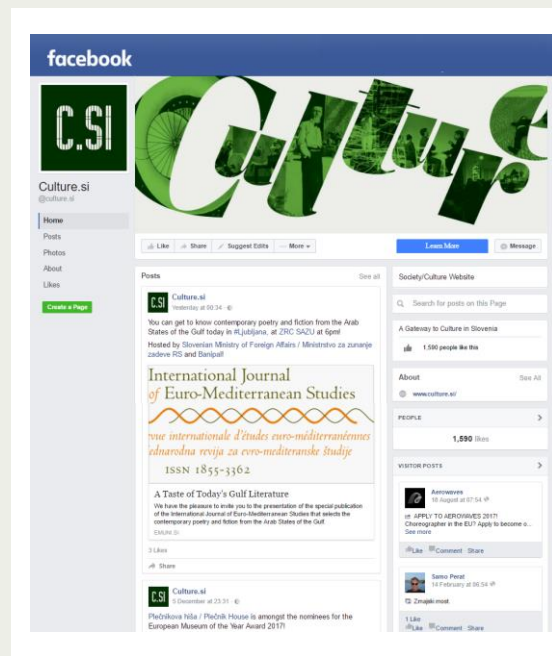 facebook
C.SI
Culture
Culture.si
@culture.si
Home
Posts
Photos
About
Likes
Create a Page
Like
Share
Suggest Edits
More
Learn More
Message
Posts
See all
C.SI
Culture.si
Yesterday at 00:34
You can get to know contemporary poetry and fiction from the Arab
States of the Gulf today in #Ljubljana, at ZRC SAZU at 6pm!
Hosted by Slovenian Ministry of Foreign Affairs / Ministrstvo za zunanje
zadeve RS and Banipal!
International Journal
of Euro-Mediterranean Studies
vue internationale d'études euro-méditerranéennes
ednarodna revija za evro-mediteranske študije
ISSN 1855-3362
A Taste of Today's Gulf Literature
We have the pleasure to invite you to the presentation of the special publication
of the International Journal of Euro-Mediterranean Studies that selects the
contemporary poetry and fiction from the Arab States of the Gulf
EMUNI.SI
3 Likes
Share
C.SI
Culture.si
5 December at 23:31
Plečnikova hiša / Plečnik House is amongst the nominees for the
European Museum of the Year Award 2017!
Society/Culture Website
Search for posts on this Page
A Gateway to Culture in Slovenia
1,590 people like this
About
See All
www.culture.si/
PEOPLE
1,590 likes
VISITOR POSTS
Aerowaves
18 August at 07:54
APPLY TO AEROWAVES 2017!
Choreographer in the EU? Apply to become o...
See more
Like Comment Share
Samo Perat
14 February at 06:54
Zmajski most.
1 Like
Like Comment Share